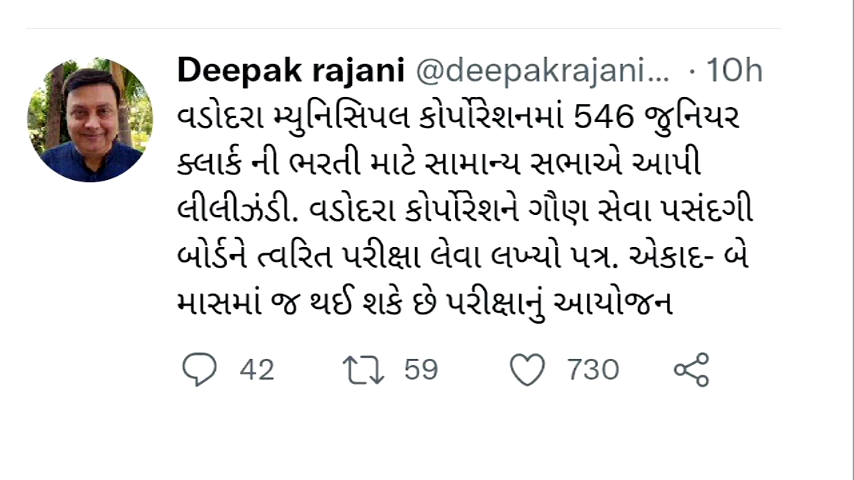 Deepak rajani @deepakrajani... · 10h
વડોદરા મ્યુનિસિપલ કોર્પોરેશનમાં 546 જુનિયર
ક્લાર્ક ની ભરતી માટે સામાન્ય સભાએ આપી
લીલીઝંડી. વડોદરા કોર્પોરેશને ગૌણ સેવા પસંદગી
બોર્ડને ત્વરિત પરીક્ષા લેવા લખ્યો પત્ર. એકાદ- બે
માસમાં જ થઈ શકે છે પરીક્ષાનું આયોજન
42 59 730